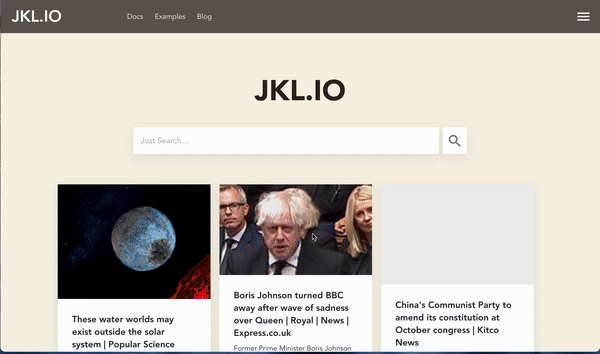 JKL.IO
Docs Examples Blog
JKL.IO
Just Search...
These water worlds may
exist outside the solar
system | Popular Science
Boris Johnson turned BBC
away after wave of sadness
over Queen | Royal | News |
Express.co.uk
Former Prime Minister Boris Johnson
China's Communist Party to
amend its constitution at
October congress | Kitco
News